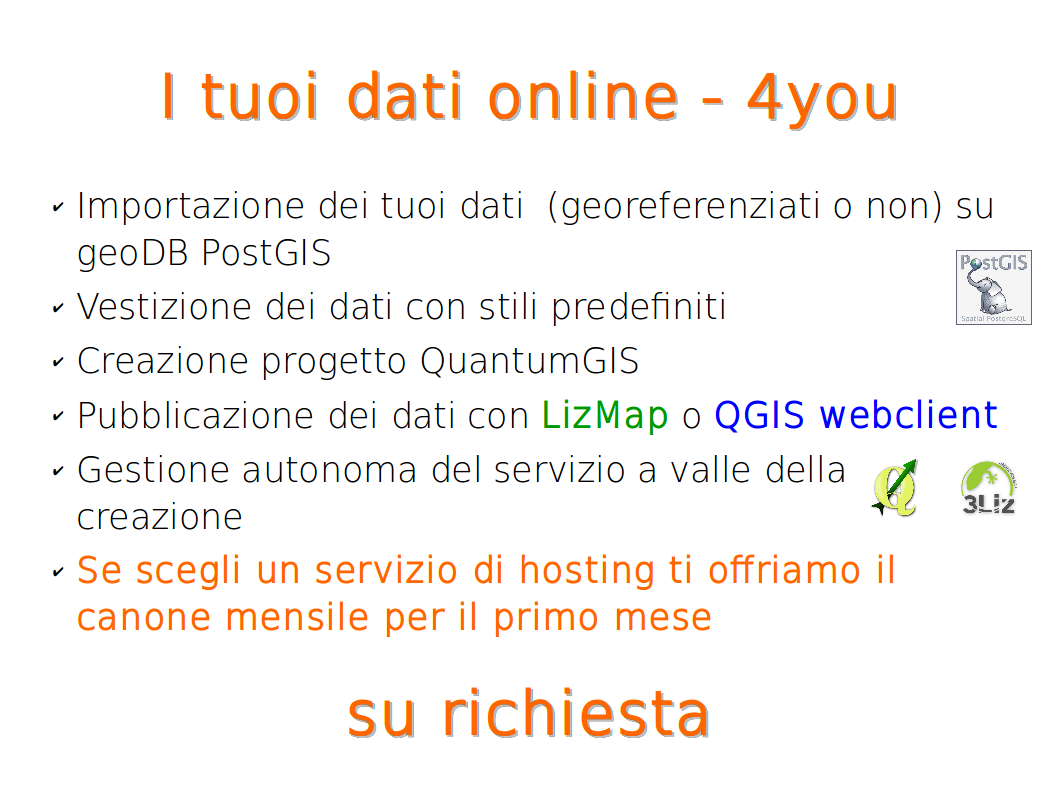 I tuoi dati online - 4you
✔ Importazione dei tuoi dati  (georeferenziati o non) su
geoDB PostGIS
PostGIS
Spatial PostgreSQL
✔ Vestizione dei dati con stili predefiniti
✔ Creazione progetto QuantumGIS
✔ Pubblicazione dei dati con LizMap o QGIS webclient
✔ Gestione autonoma del servizio a valle della
creazione
3Liz
✔ Se scegli un servizio di hosting ti offriamo il
canone mensile per il primo mese
su richiesta